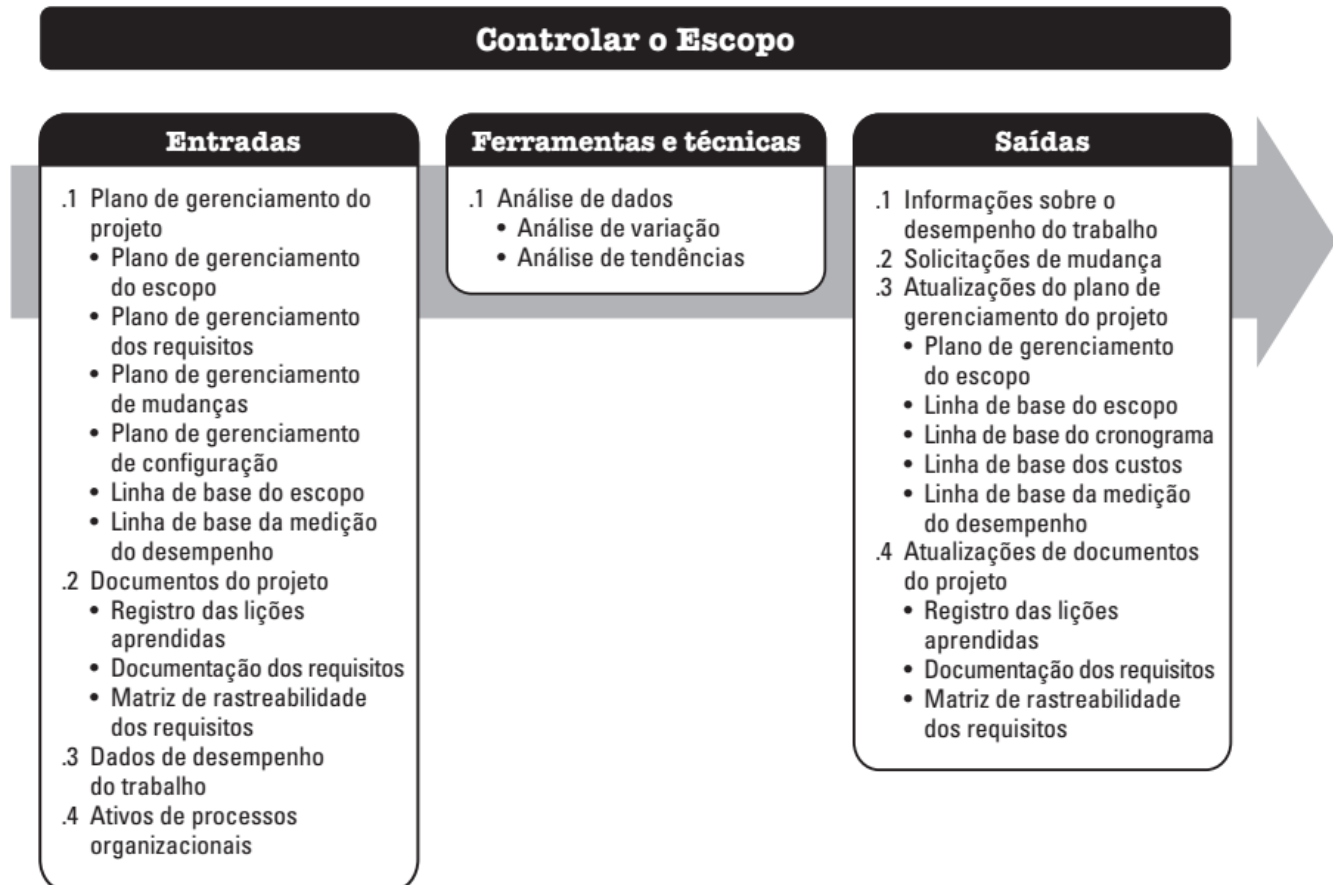 Controlar o Escopo
Entradas
.1 Plano de gerenciamento do
projeto
• Plano de gerenciamento
do escopo
• Plano de gerenciamento
dos requisitos
• Plano de gerenciamento
de mudanças
• Plano de gerenciamento
de configuração
• Linha de base do escopo
• Linha de base da medição
do desempenho
.2 Documentos do projeto
• Registro das lições
aprendidas
• Documentação dos requisitos
• Matriz de rastreabilidade
dos requisitos
.3 Dados de desempenho
do trabalho
.4 Ativos de processos
organizacionais
Ferramentas e técnicas
.1 Análise de dados
• Análise de variação
• Análise de tendências
Saídas
.1 Informações sobre o
desempenho do trabalho
.2 Solicitações de mudança
.3 Atualizações do plano de
gerenciamento do projeto
• Plano de gerenciamento
do escopo
• Linha de base do escopo
• Linha de base do cronograma
• Linha de base dos custos
• Linha de base da medição
do desempenho
.4 Atualizações de documentos
do projeto
• Registro das lições
aprendidas
• Documentação dos requisitos
• Matriz de rastreabilidade
dos requisitos